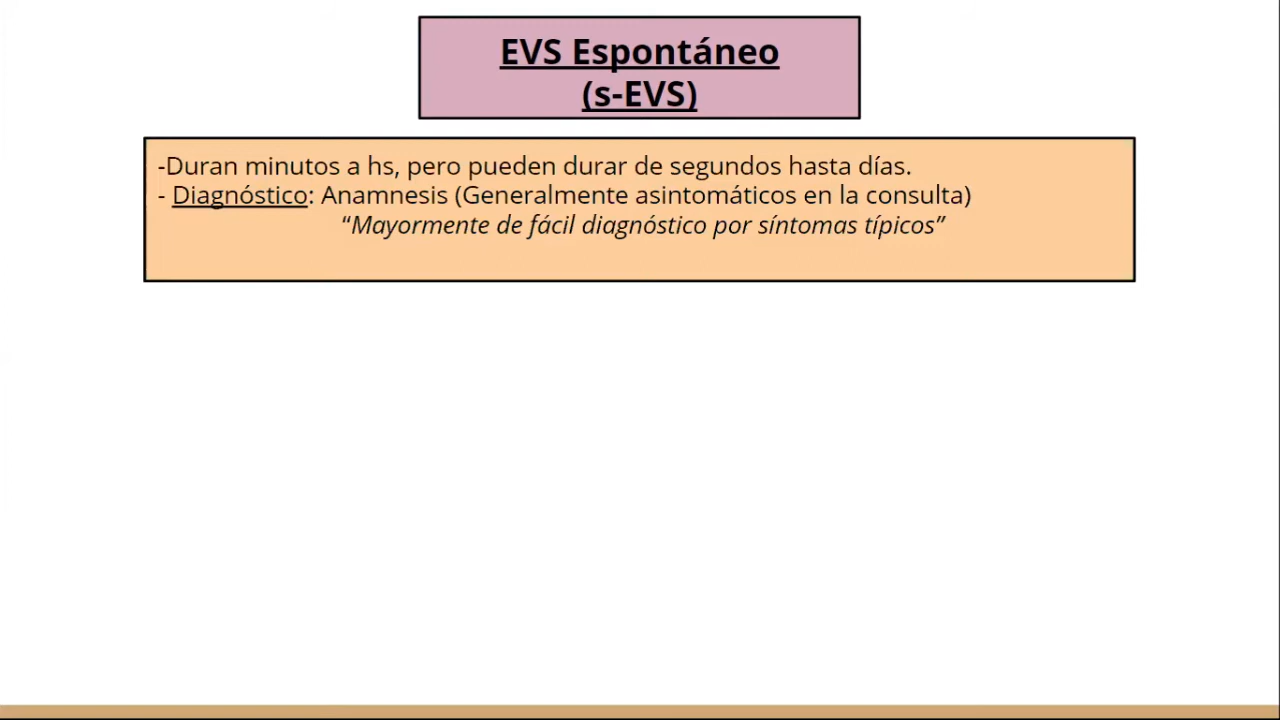 EVS Espontáneo
(s-EVS)
-Duran minutos a hs, pero pueden durar de segundos hasta días.
- Diagnóstico: Anamnesis (Generalmente asintomáticos en la consulta)
“Mayormente de fácil diagnóstico por síntomas típicos”